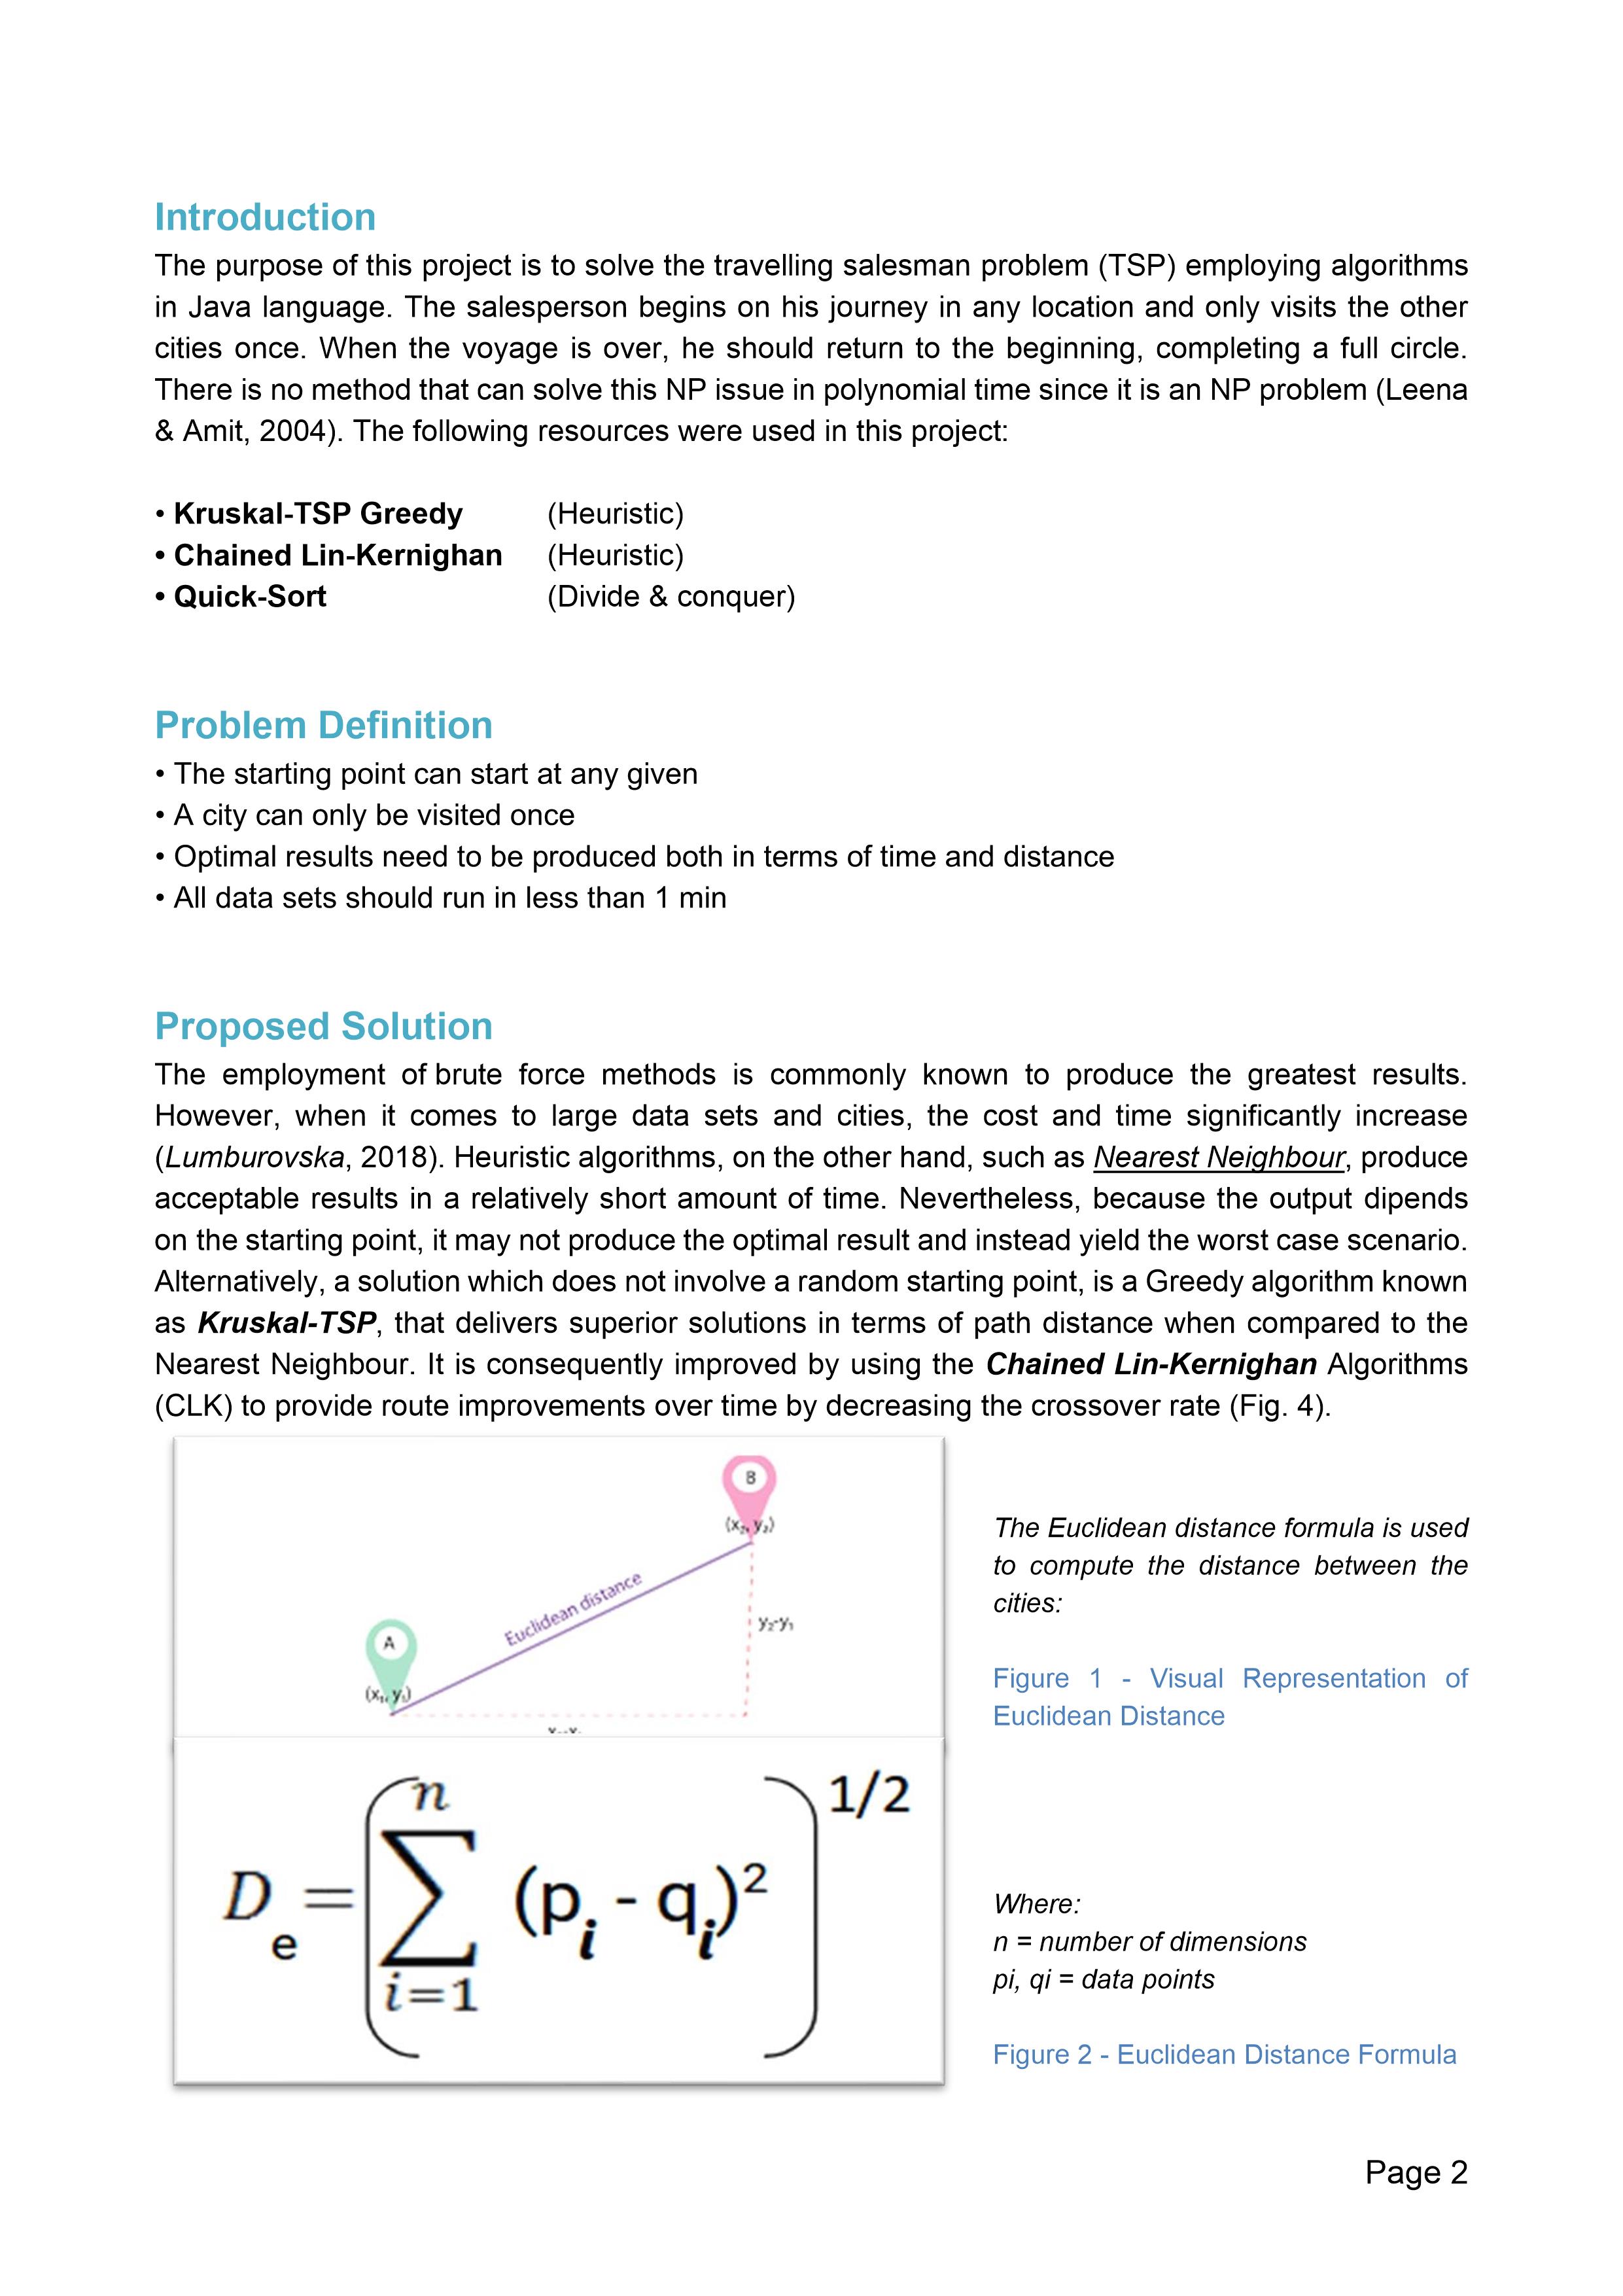 Introduction
The purpose of this project is to solve the travelling salesman problem (TSP) employing algorithms
in Java language. The salesperson begins on his journey in any location and only visits the other
cities once. When the voyage is over, he should return to the beginning, completing a full circle.
There is no method that can solve this NP issue in polynomial time since it is an NP problem (Leena
& Amit, 2004). The following resources were used in this project:
• Kruskal-TSP Greedy (Heuristic)
• Chained Lin-Kernighan (Heuristic)
• Quick-Sort (Divide & conquer)
Problem Definition
• The starting point can start at any given
• A city can only be visited once
• Optimal results need to be produced both in terms of time and distance
• All data sets should run in less than 1 min
Proposed Solution
The employment of brute force methods is commonly known to produce the greatest results.
However, when it comes to large data sets and cities, the cost and time significantly increase
(Lumburovska, 2018). Heuristic algorithms, on the other hand, such as Nearest Neighbour, produce
acceptable results in a relatively short amount of time. Nevertheless, because the output dipends
on the starting point, it may not produce the optimal result and instead yield the worst case scenario.
Alternatively, a solution which does not involve a random starting point, is a Greedy algorithm known
as Kruskal-TSP, that delivers superior solutions in terms of path distance when compared to the
Nearest Neighbour. It is consequently improved by using the Chained Lin-Kernighan Algorithms
(CLK) to provide route improvements over time by decreasing the crossover rate (Fig. 4).
B
(x₂, y₂)
Euclidean distance
y₂-y₁
A
(x₁, y₁)
The Euclidean distance formula is used
to compute the distance between the
cities:
Figure 1 - Visual Representation of
Euclidean Distance
D_e = ( n ∑ i=1 (p_i - q_i)² )^1/2
Where:
n = number of dimensions
pi, qi = data points
Figure 2 - Euclidean Distance Formula
Page 2